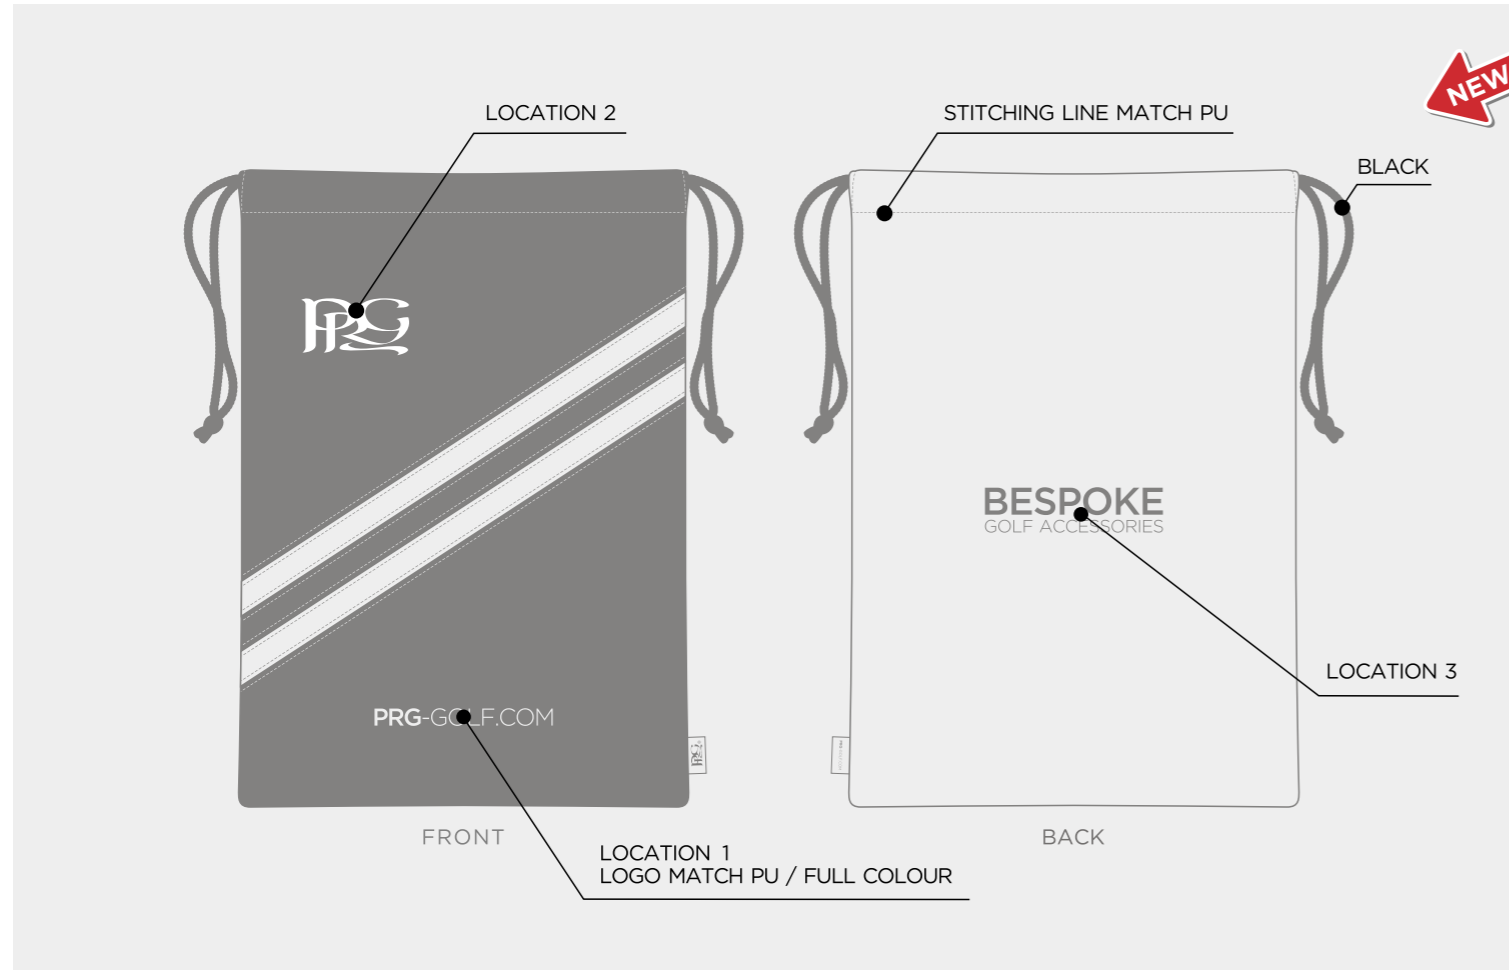 LOCATION 2
STITCHING LINE MATCH PU
NEW
BLACK
PRG
BESPOKE
GOLF ACCESSORIES
LOCATION 3
PRG-GOLF.COM
PRG
FRONT
BACK
LOCATION 1
LOGO MATCH PU / FULL COLOUR